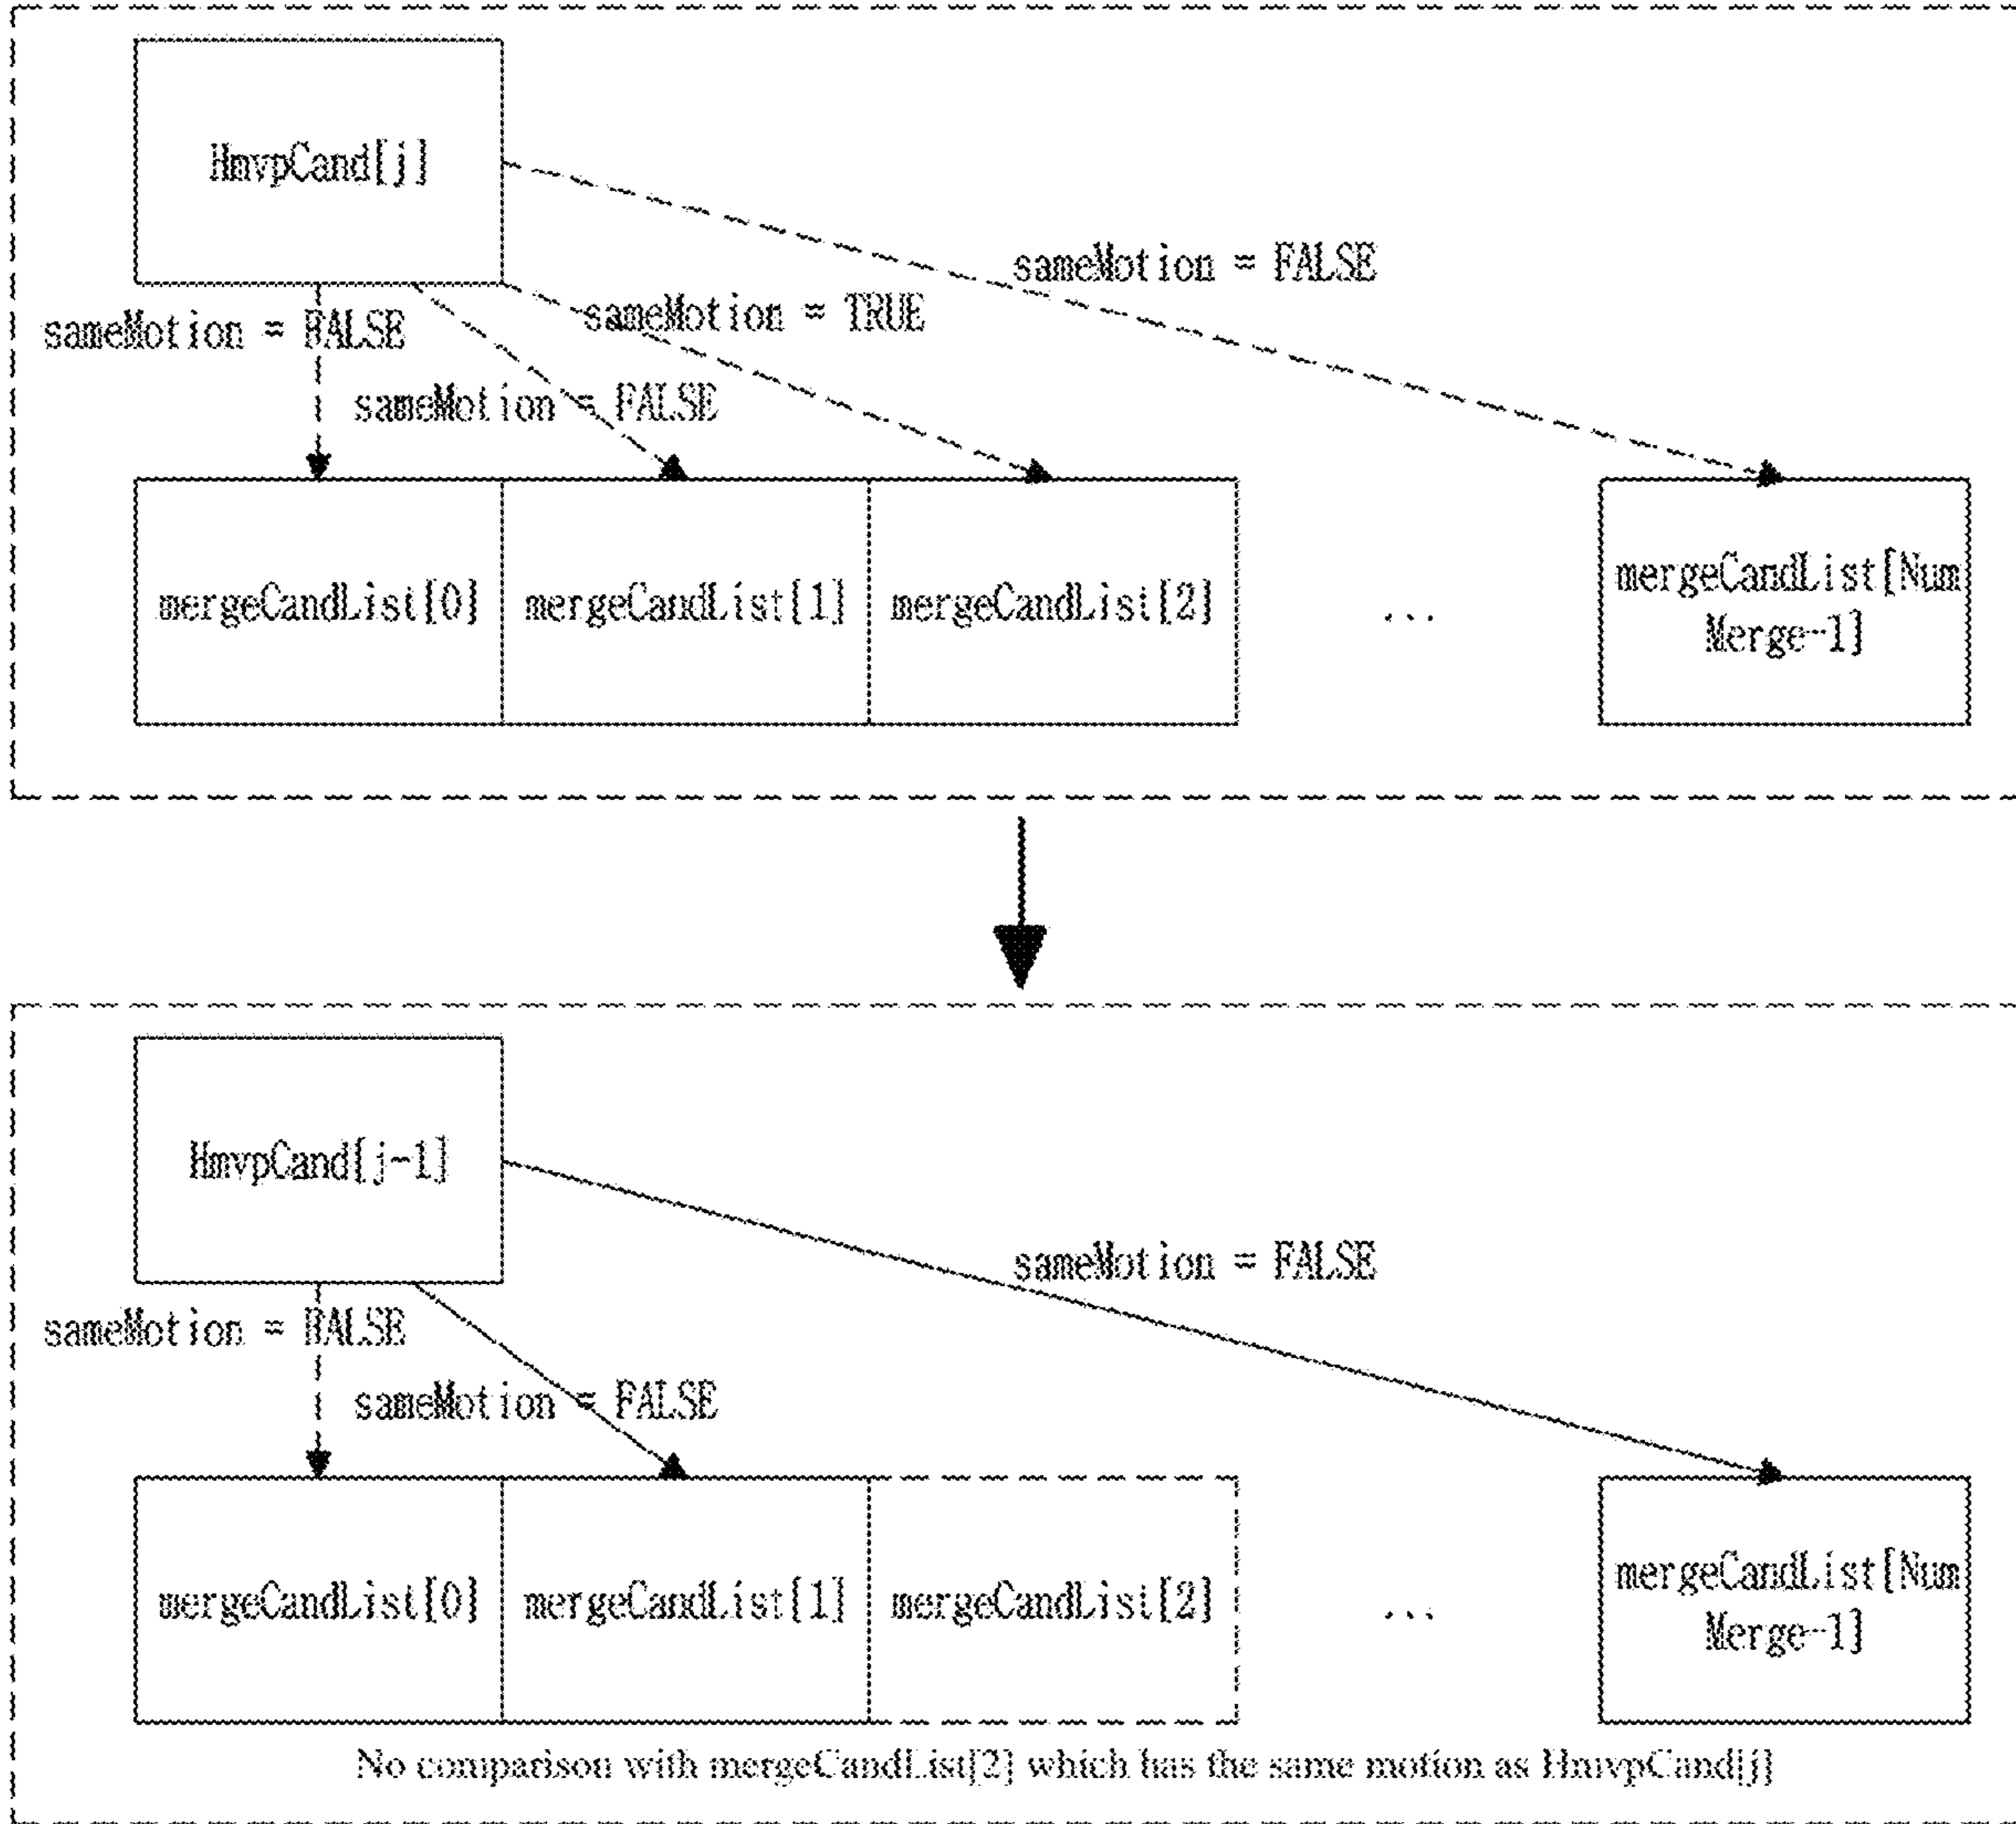 HmvpCand[j]
sameMotion = FALSE
sameMotion = FALSE
sameMotion = TRUE
sameMotion = FALSE
mergeCandList[0]
mergeCandList[1]
mergeCandList[2]
...
mergeCandList[Num
Merge-1]
HmvpCand[j-1]
sameMotion = FALSE
sameMotion = FALSE
sameMotion = FALSE
mergeCandList[0]
mergeCandList[1]
mergeCandList[2]
...
mergeCandList[Num
Merge-1]
No comparison with mergeCandList[2] which has the same motion as HmvpCand[j]